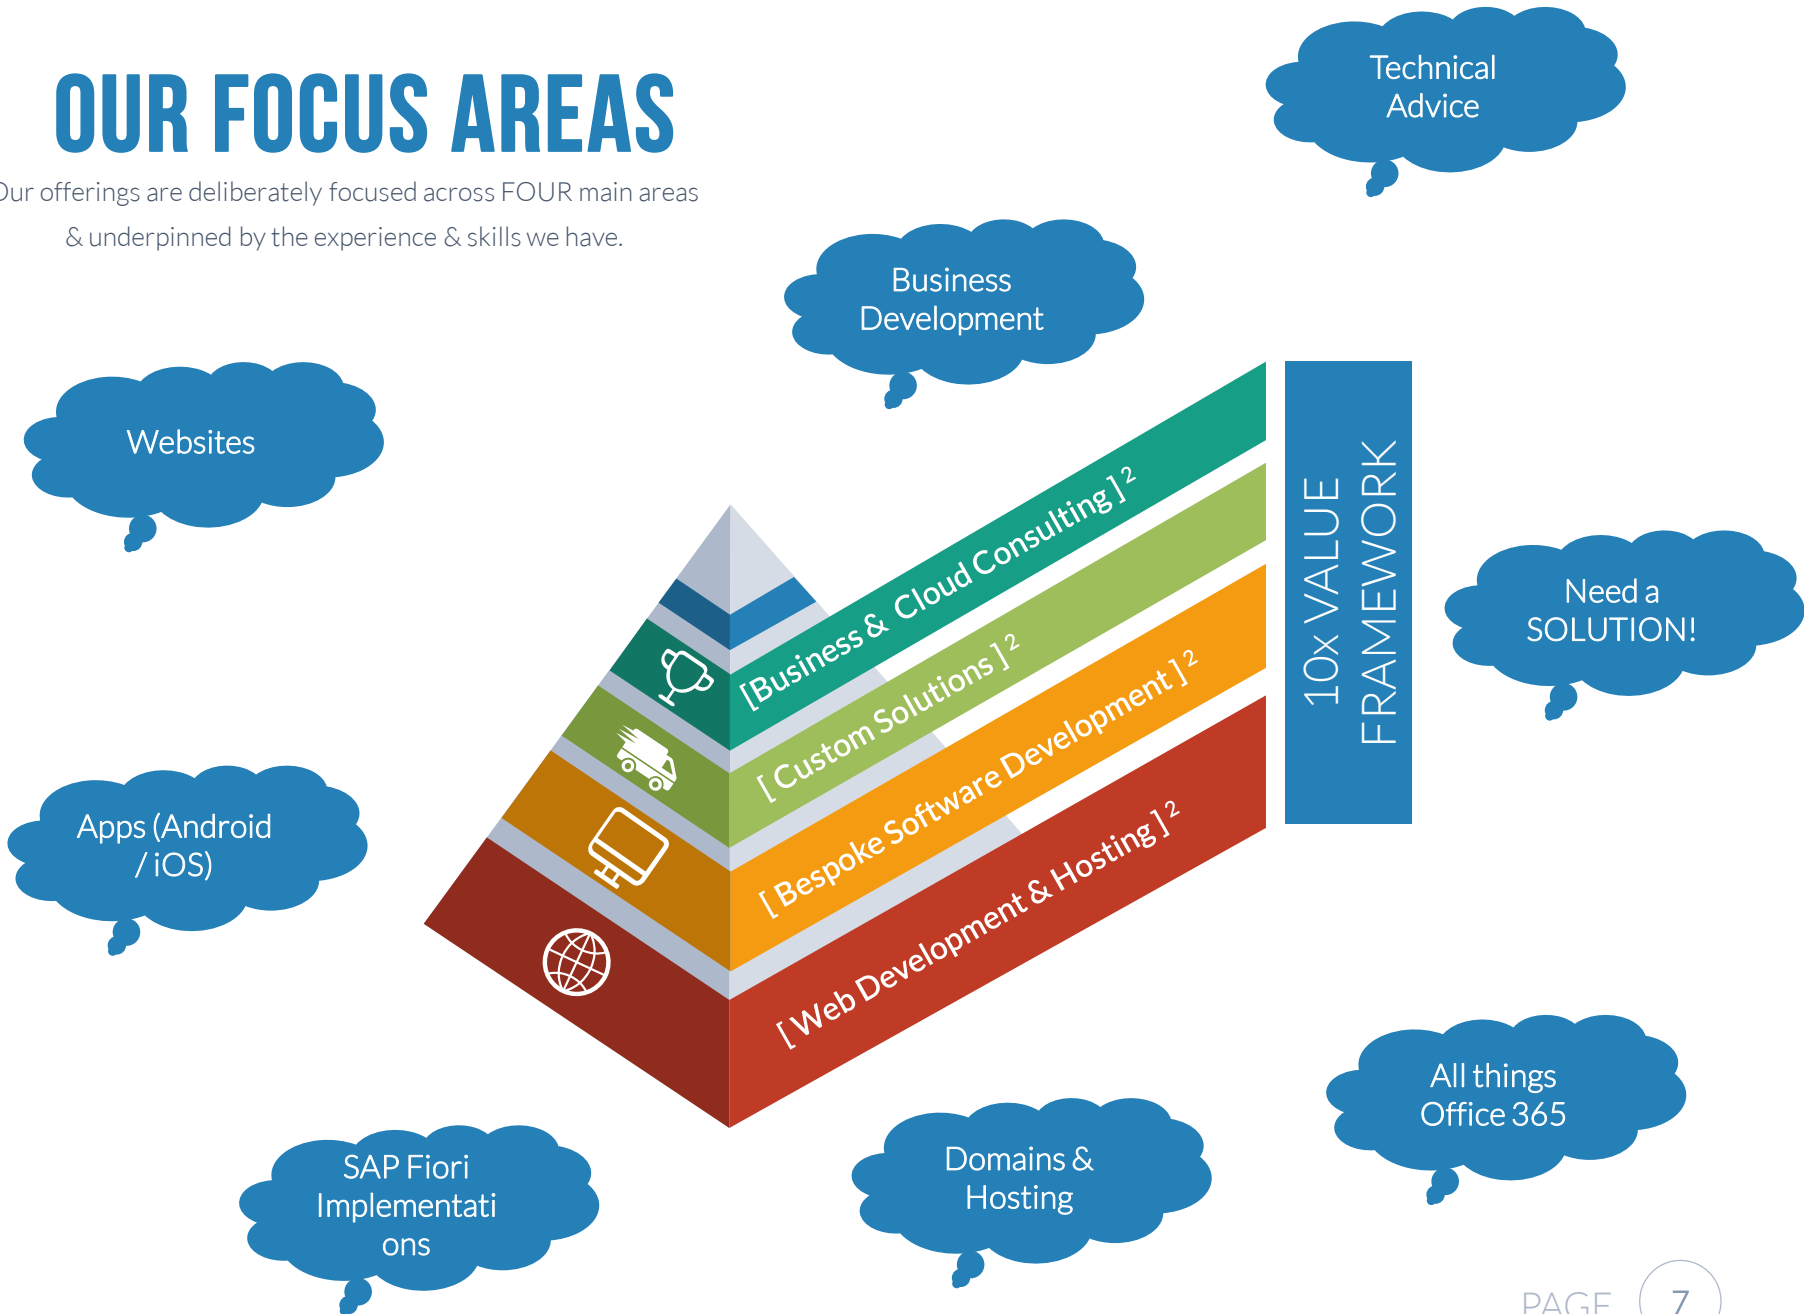 OUR FOCUS AREAS
Our offerings are deliberately focused across FOUR main areas
& underpinned by the experience & skills we have.
Technical
Advice
Business
Development
Websites
[Business & Cloud Consulting ] ²
[ Custom Solutions ] ²
[ Bespoke Software Development ] ²
[ Web Development & Hosting ] ²
10x VALUE
FRAMEWORK
Need a
SOLUTION!
Apps (Android
/ iOS)
All things
Office 365
Domains &
Hosting
SAP Fiori
Implementati
ons
PAGE 7